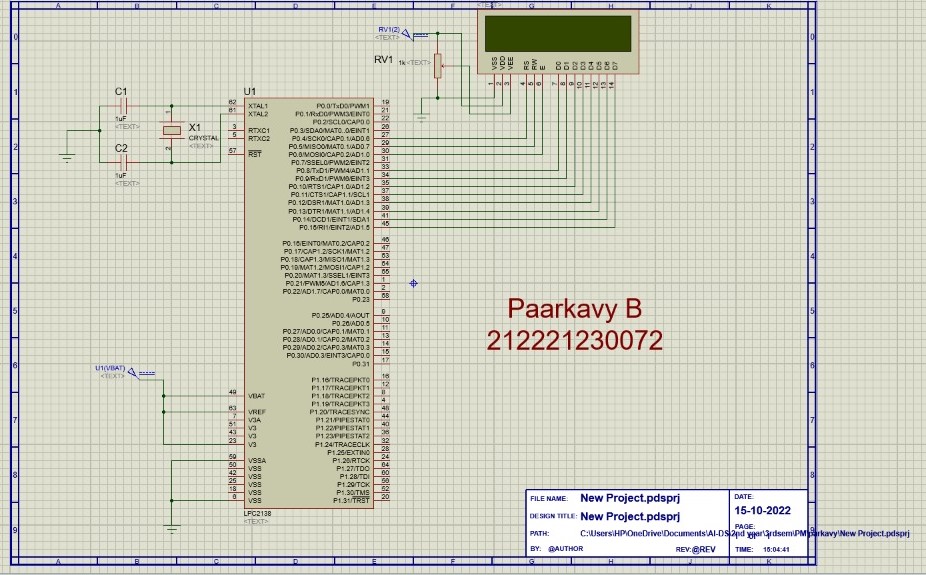 A B C D E F G H J K
<TEXT>
RV1(2)
<TEXT>
RV1
1k
<TEXT>
VSS
VDD
VEE
RS
RW
E
D0
D1
D2
D3
D4
D5
D6
D7
1 2 3 4 5 6 7 8 9 10 11 12 13 14
C1
1uF
<TEXT>
C2
1uF
<TEXT>
X1
CRYSTAL
<TEXT>
U1
62 XTAL1
61 XTAL2
3 RTXC1
5 RTXC2
57 RST
49 VBAT
63 VREF
7 V3A
51 V3
43 V3
23 V3
59 VSSA
50 VSS
42 VSS
25 VSS
18 VSS
6 VSS
P0.0/TxD0/PWM1 19
P0.1/RxD0/PWM3/EINT0 21
P0.2/SCL0/CAP0.0 22
P0.3/SDA0/MAT0.0/EINT1 26
P0.4/SCK0/CAP0.1/AD0.6 27
P0.5/MISO0/MAT0.1/AD0.7 29
P0.6/MOSI0/CAP0.2/AD1.0 30
P0.7/SSEL0/PWM2/EINT2 31
P0.8/TxD1/PWM4/AD1.1 33
P0.9/RxD1/PWM6/EINT3 34
P0.10/RTS1/CAP1.0/AD1.2 35
P0.11/CTS1/CAP1.1/SCL1 37
P0.12/DSR1/MAT1.0/AD1.3 38
P0.13/DTR1/MAT1.1/AD1.4 39
P0.14/DCD1/EINT1/SDA1 41
P0.15/RI1/EINT2/AD1.5 45
P0.16/EINT0/MAT0.2/CAP0.2 46
P0.17/CAP1.2/SCK1/MAT1.2 47
P0.18/CAP1.3/MISO1/MAT1.3 53
P0.19/MAT1.2/MOSI1/CAP1.2 54
P0.20/MAT1.3/SSEL1/EINT3 55
P0.21/PWM5/AD1.6/CAP1.3 1
P0.22/AD1.7/CAP0.0/MAT0.0 2
P0.23 58
P0.25/AD0.4/AOUT 9
P0.26/AD0.5 10
P0.27/AD0.0/CAP0.1/MAT0.1 11
P0.28/AD0.1/CAP0.2/MAT0.2 13
P0.29/AD0.2/CAP0.3/MAT0.3 14
P0.30/AD0.3/EINT3/CAP0.0 15
P0.31 17
P1.16/TRACEPKT0 16
P1.17/TRACEPKT1 12
P1.18/TRACEPKT2 8
P1.19/TRACEPKT3 4
P1.20/TRACESYNC 48
P1.21/PIPESTAT0 44
P1.22/PIPESTAT1 40
P1.23/PIPESTAT2 36
P1.24/TRACECLK 32
P1.25/EXTIN0 28
P1.26/RTCK 24
P1.27/TDO 64
P1.28/TDI 60
P1.29/TCK 56
P1.30/TMS 52
P1.31/TRST 20
LPC2138
<TEXT>
U1(VBAT)
<TEXT>
Paarkavy B
212221230072
FILE NAME: New Project.pdsprj
DESIGN TITLE: New Project.pdsprj
PATH: C:\Users\HP\OneDrive\Documents\AI-DS\2nd year\3rdsem\PM\parkavy\New Project.pdsprj
BY: @AUTHOR
REV:@REV
DATE:
15-10-2022
PAGE:
TIME: 15:04:41
0 1 2 3 4 5 6 7 8 9
A B C D E F G H J K